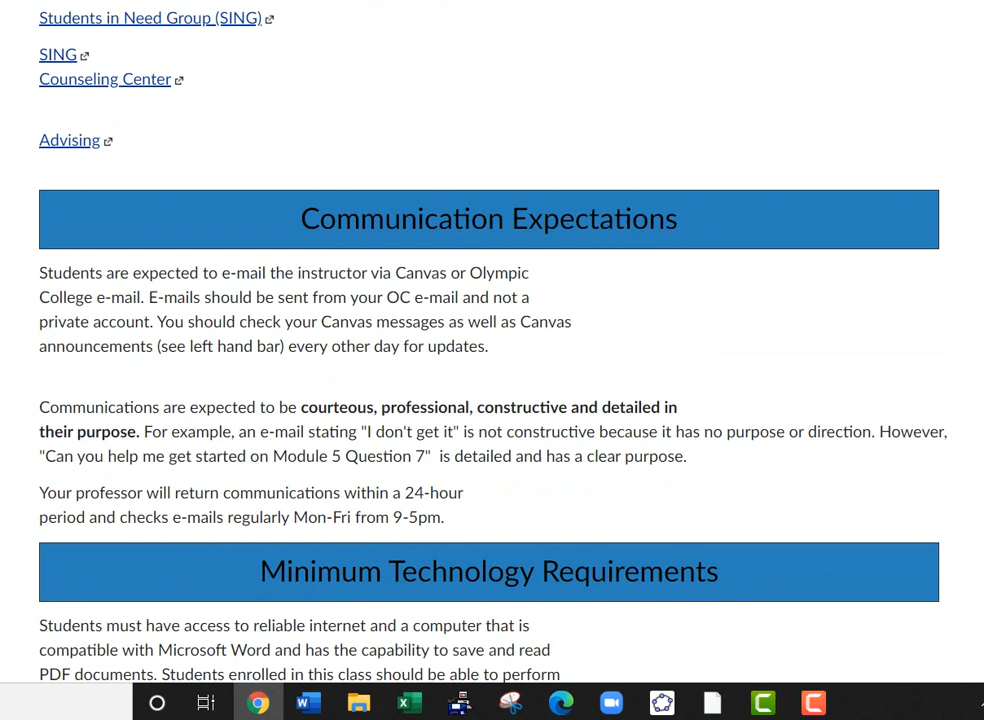 Students in Need Group (SING)
SING
Counseling Center
Advising
Communication Expectations
Students are expected to e-mail the instructor via Canvas or Olympic
College e-mail. E-mails should be sent from your OC e-mail and not a
private account. You should check your Canvas messages as well as Canvas
announcements (see left hand bar) every other day for updates.
Communications are expected to be courteous, professional, constructive and detailed in
their purpose. For example, an e-mail stating "I don't get it" is not constructive because it has no purpose or direction. However,
"Can you help me get started on Module 5 Question 7"  is detailed and has a clear purpose.
Your professor will return communications within a 24-hour
period and checks e-mails regularly Mon-Fri from 9-5pm.
Minimum Technology Requirements
Students must have access to reliable internet and a computer that is
compatible with Microsoft Word and has the capability to save and read
PDF documents. Students enrolled in this class should be able to perform